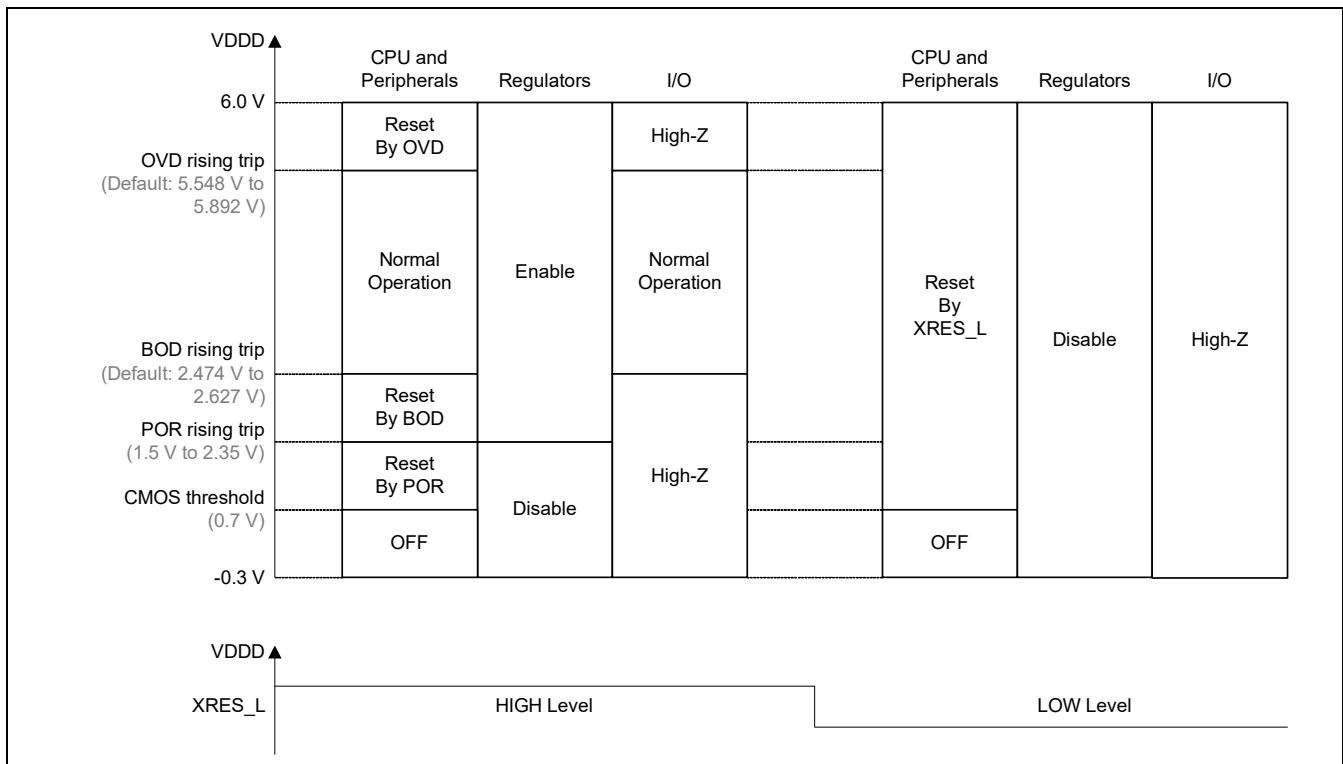 VDDD
CPU and
Peripherals
Regulators
I/O
CPU and
Peripherals
Regulators
I/O
6.0 V
Reset
By OVD
High-Z
OVD rising trip
(Default: 5.548 V to
5.892 V)
Normal
Operation
Enable
Normal
Operation
Reset
By
XRES_L
Disable
High-Z
BOD rising trip
(Default: 2.474 V to
2.627 V)
Reset
By BOD
POR rising trip
(1.5 V to 2.35 V)
Reset
By POR
High-Z
CMOS threshold
(0.7 V)
Disable
OFF
OFF
-0.3 V
VDDD
XRES_L
HIGH Level
LOW Level